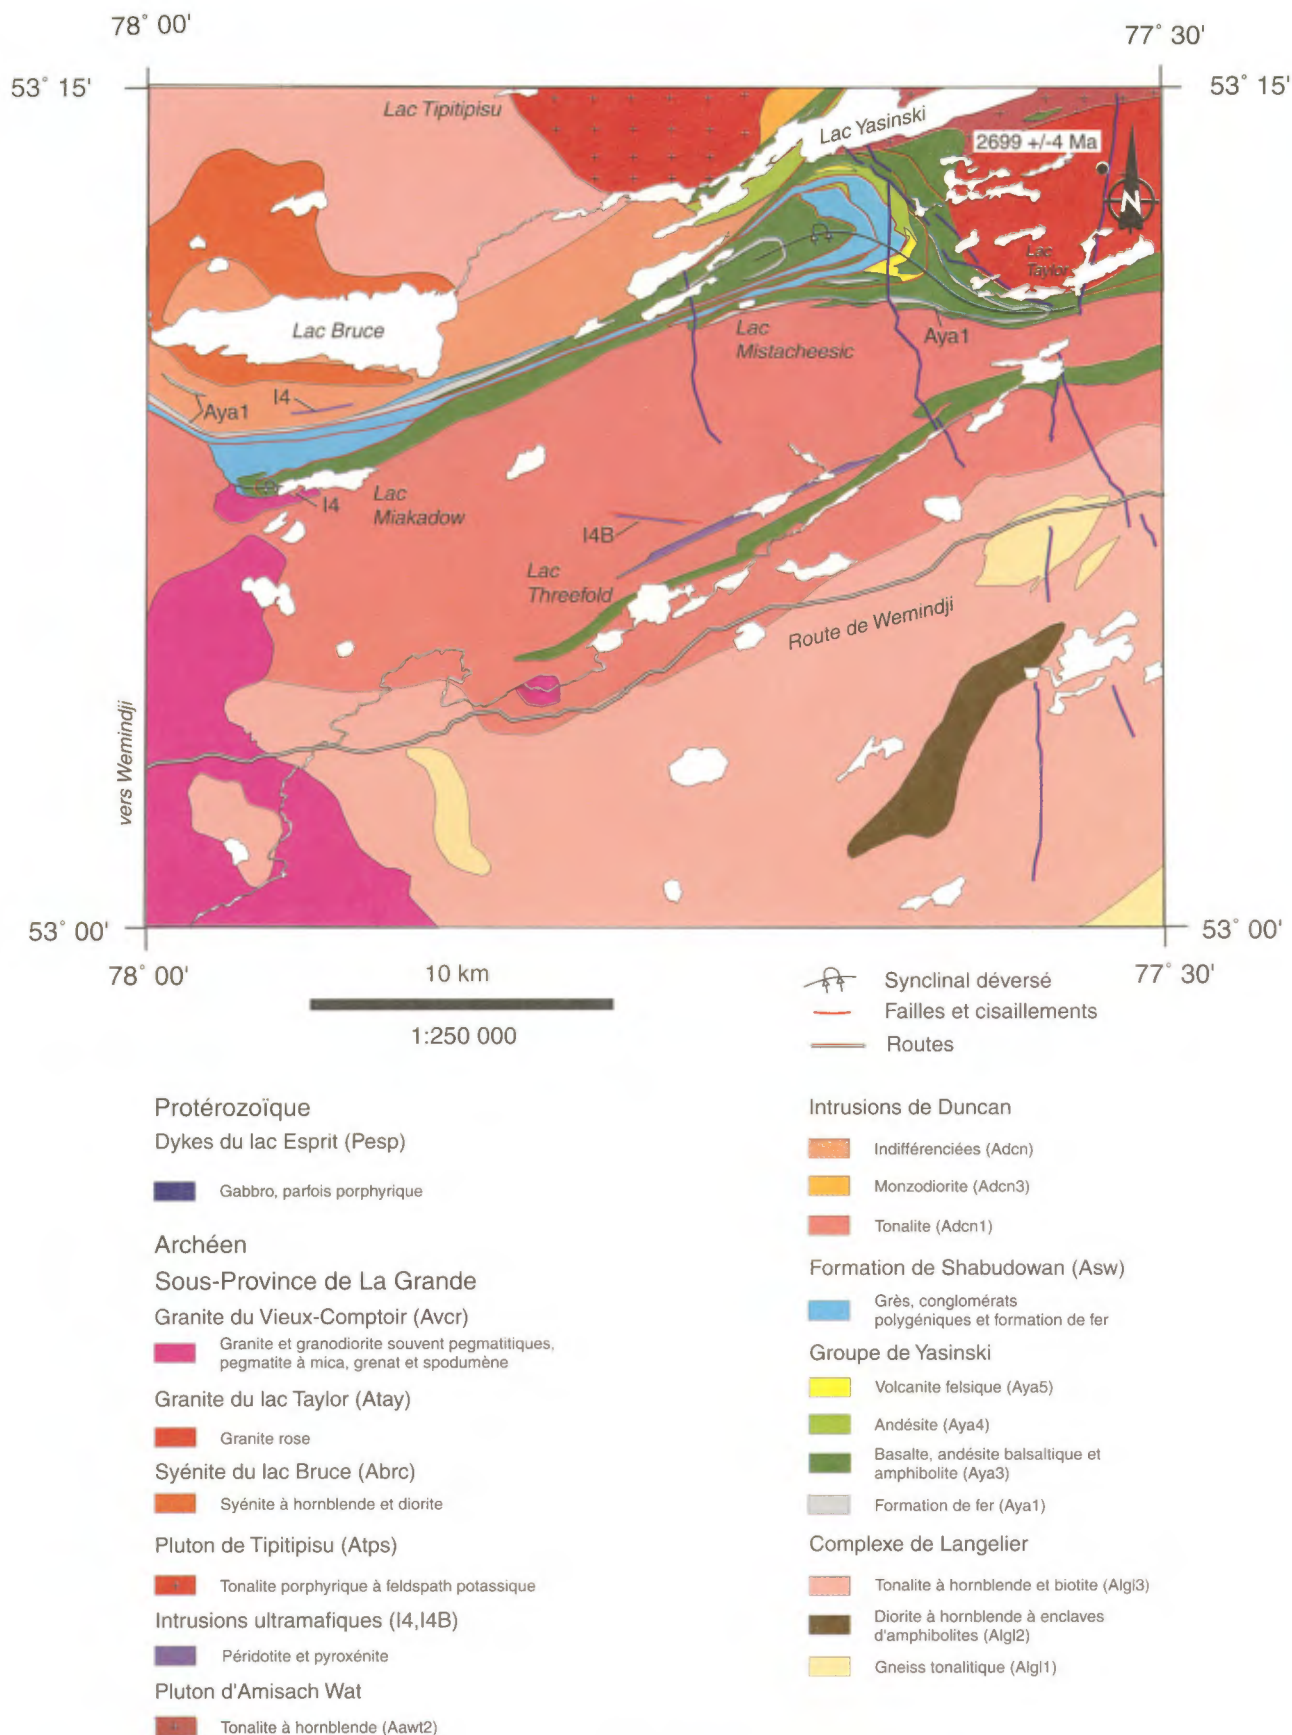 78° 00'
77° 30'
53° 15'
53° 15'
Lac Tipitipisu
Lac Yasinski
2699 +/-4 Ma
N
Lac
Taylor
Lac Bruce
Lac
Mistacheesic
Aya1
I4
Aya1
I4
Lac
Miakadow
I4B
Lac
Threefold
Route de Wemindji
vers Wemindji
53° 00'
53° 00'
78° 00'
77° 30'
10 km
1:250 000
Synclinal déversé
Failles et cisaillements
Routes
Protérozoïque
Dykes du lac Esprit (Pesp)
Gabbro, parfois porphyrique
Archéen
Sous-Province de La Grande
Granite du Vieux-Comptoir (Avcr)
Granite et granodiorite souvent pegmatitiques,
pegmatite à mica, grenat et spodumène
Granite du lac Taylor (Atay)
Granite rose
Syénite du lac Bruce (Abrc)
Syénite à hornblende et diorite
Pluton de Tipitipisu (Atps)
Tonalite porphyrique à feldspath potassique
Intrusions ultramafiques (I4,I4B)
Péridotite et pyroxénite
Pluton d'Amisach Wat
Tonalite à hornblende (Aawt2)
Intrusions de Duncan
Indifférenciées (Adcn)
Monzodiorite (Adcn3)
Tonalite (Adcn1)
Formation de Shabudowan (Asw)
Grès, conglomérats
polygéniques et formation de fer
Groupe de Yasinski
Volcanite felsique (Aya5)
Andésite (Aya4)
Basalte, andésite balsaltique et
amphibolite (Aya3)
Formation de fer (Aya1)
Complexe de Langelier
Tonalite à hornblende et biotite (Algl3)
Diorite à hornblende à enclaves
d'amphibolites (Algl2)
Gneiss tonalitique (Algl1)